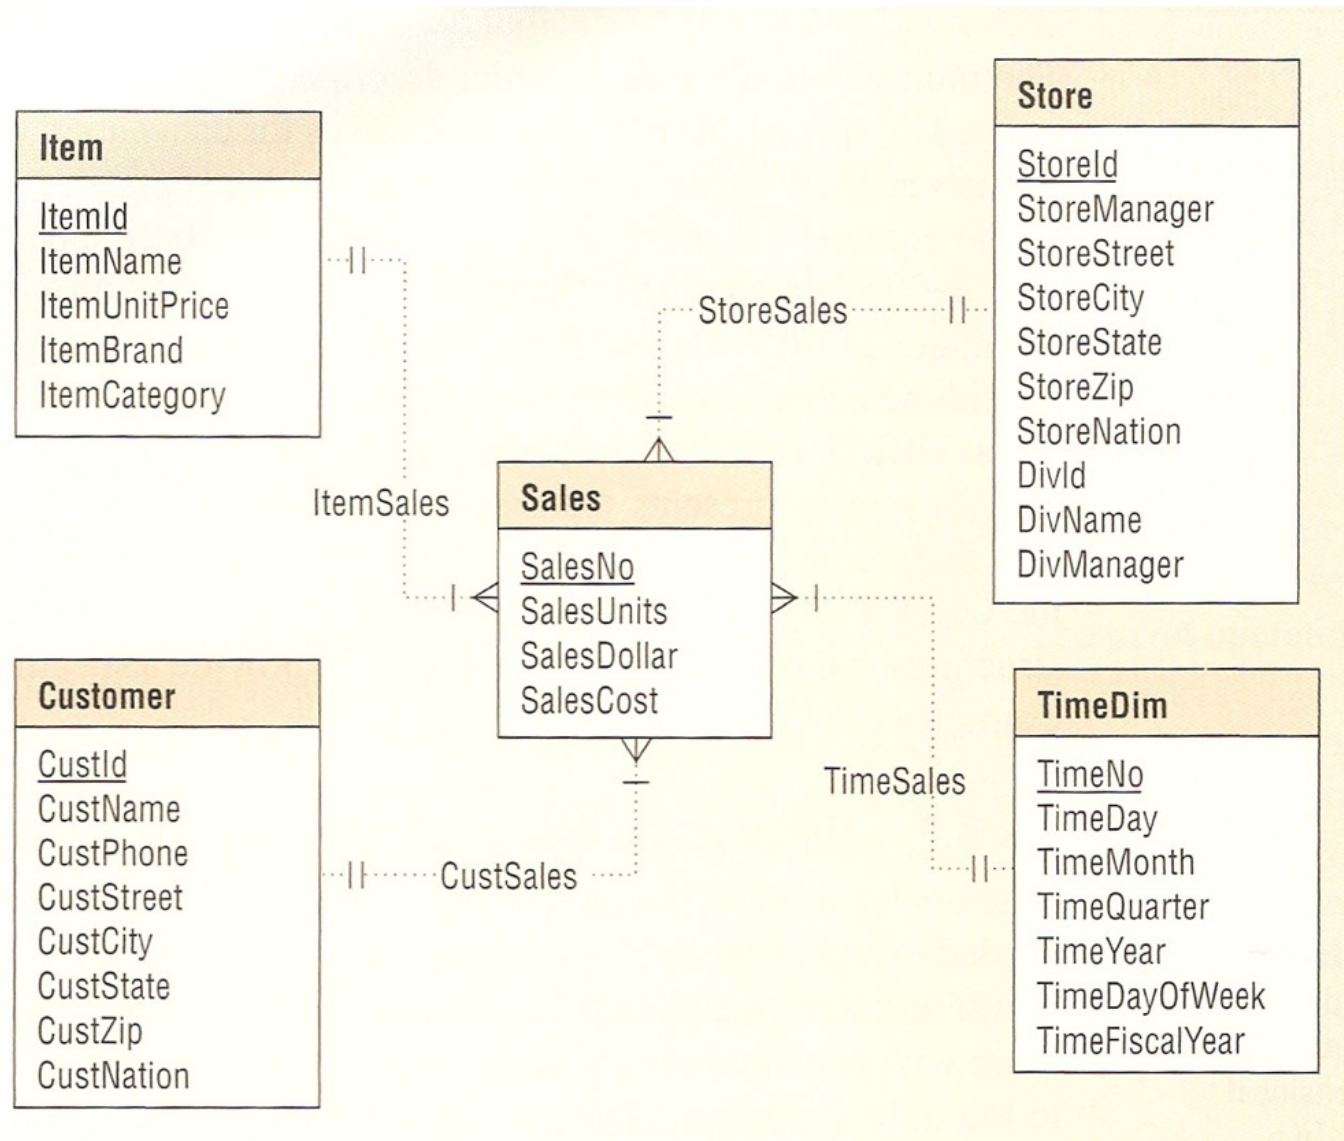 Item
ItemId
ItemName
ItemUnitPrice
ItemBrand
ItemCategory
Store
StoreId
StoreManager
StoreStreet
StoreCity
StoreState
StoreZip
StoreNation
DivId
DivName
DivManager
StoreSales
ItemSales
Sales
SalesNo
SalesUnits
SalesDollar
SalesCost
Customer
CustId
CustName
CustPhone
CustStreet
CustCity
CustState
CustZip
CustNation
CustSales
TimeSales
TimeDim
TimeNo
TimeDay
TimeMonth
TimeQuarter
TimeYear
TimeDayOfWeek
TimeFiscalYear